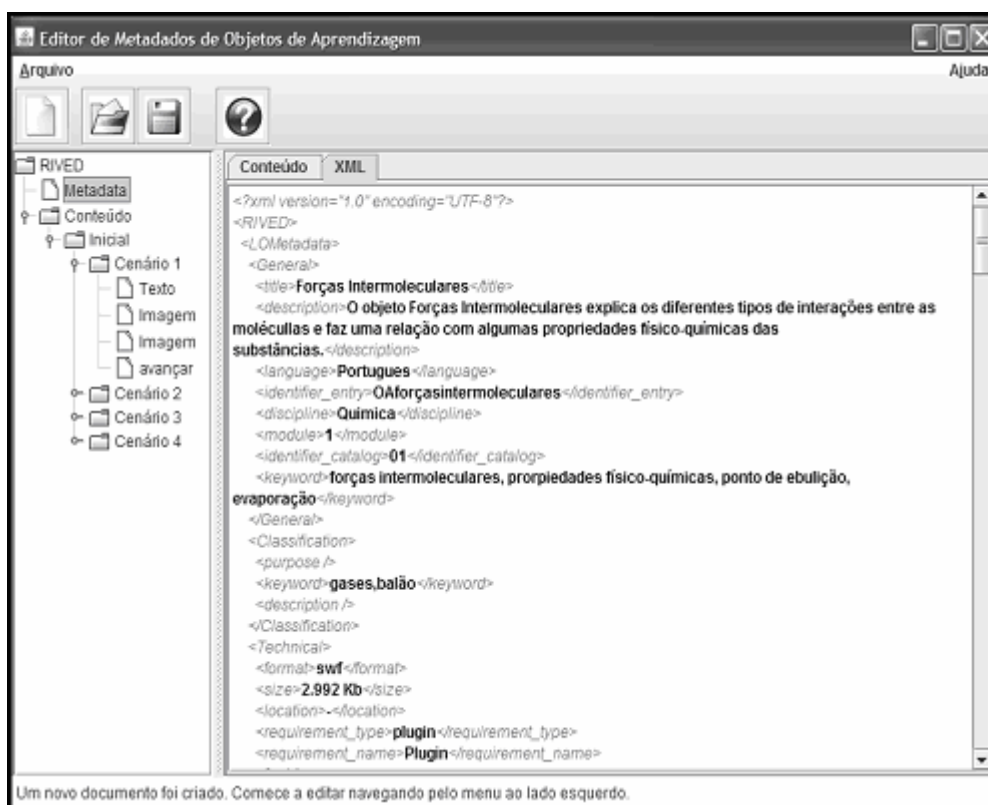 Editor de Metadados de Objetos de Aprendizagem
Arquivo
Ajuda
RIVED
Metadata
Conteúdo
Inicial
Cenário 1
Texto
Imagem
Imagem
avançar
Cenário 2
Cenário 3
Cenário 4
Conteúdo XML
<?xml version="1.0" encoding="UTF-8"?>
<RIVED>
<LOMetadata>
<General>
<title>Forças Intermoleculares</title>
<description>O objeto Forças Intermoleculares explica os diferentes tipos de interações entre as
molécullas e faz uma relação com algumas propriedades físico-químicas das
substâncias.</description>
<language>Portugues</language>
<identifier_entry>OAforçasintermoleculares</identifier_entry>
<discipline>Quimica</discipline>
<module>1</module>
<identifier_catalog>01</identifier_catalog>
<keyword>forças intermoleculares, prorpiedades físico-químicas, ponto de ebulição,
evaporação</keyword>
</General>
<Classification>
<purpose />
<keyword>gases,balão</keyword>
<description />
</Classification>
<Technical>
<format>swf</format>
<size>2.992 Kb</size>
<location>-</location>
<requirement_type>plugin</requirement_type>
<requirement_name>Plugin</requirement_name>
Um novo documento foi criado. Comece a editar navegando pelo menu ao lado esquerdo.